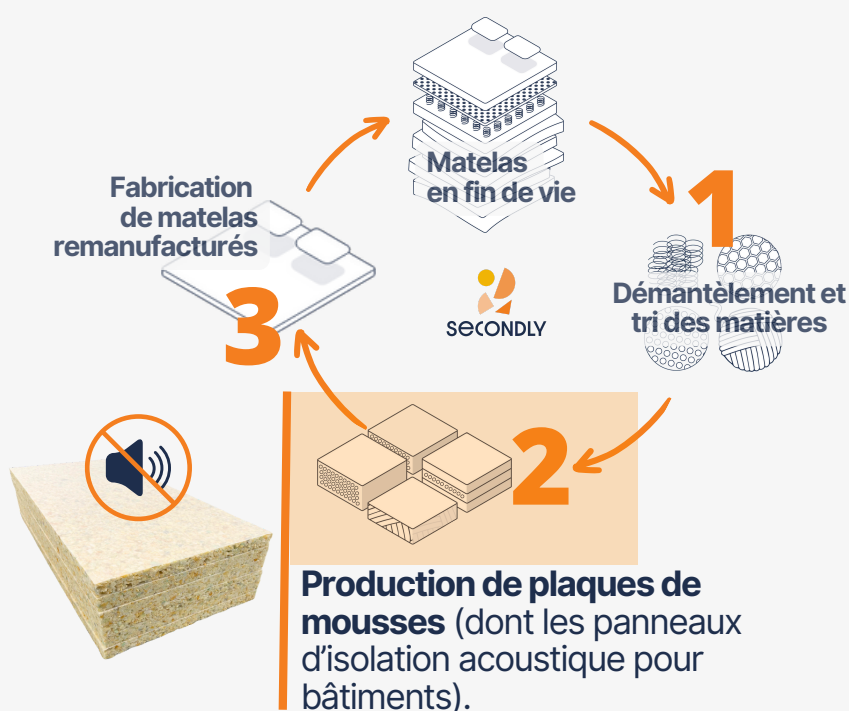 Matelas
en fin de vie
1
Démantèlement et
tri des matières
2
Production de plaques de
mousses (dont les panneaux
d’isolation acoustique pour
bâtiments).
3
Fabrication
de matelas
remanufacturés
SECONDLY